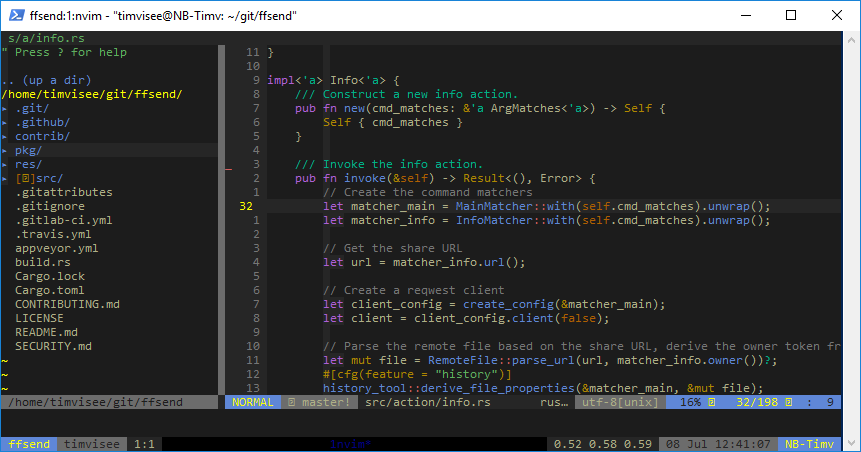 ffsend:1:nvim - "timvisee@NB-Timv: ~/git/ffsend"
s/a/info.rs
" Press ? for help
.. (up a dir)
/home/timvisee/git/ffsend/
▸ .git/
▸ .github/
▸ contrib/
▸ pkg/
▸ res/
▸ []src/
.gitattributes
.gitignore
.gitlab-ci.yml
.travis.yml
appveyor.yml
build.rs
Cargo.lock
Cargo.toml
CONTRIBUTING.md
LICENSE
README.md
SECURITY.md
~
~
~
/home/timvisee/git/ffsend
11 }
10
9 impl<'a> Info<'a> {
8 /// Construct a new info action.
7 pub fn new(cmd_matches: &'a ArgMatches<'a>) -> Self {
6 Self { cmd_matches }
5 }
4
3 /// Invoke the info action.
2 pub fn invoke(&self) -> Result<(), Error> {
1 // Create the command matchers
32 let matcher_main = MainMatcher::with(self.cmd_matches).unwrap();
1 let matcher_info = InfoMatcher::with(self.cmd_matches).unwrap();
2
3 // Get the share URL
4 let url = matcher_info.url();
5
6 // Create a reqwest client
7 let client_config = create_config(&matcher_main);
8 let client = client_config.client(false);
9
10 // Parse the remote file based on the share URL, derive the owner token fr
11 let mut file = RemoteFile::parse_url(url, matcher_info.owner())?;
12 #[cfg(feature = "history")]
13 history_tool::derive_file_properties(&matcher_main, &mut file);
NORMAL master! src/action/info.rs rus… utf-8[unix] 16% 32/198 : 9
ffsend timvisee 1:1 1nvim* 0.52 0.58 0.59 08 Jul 12:41:07 NB-Timv